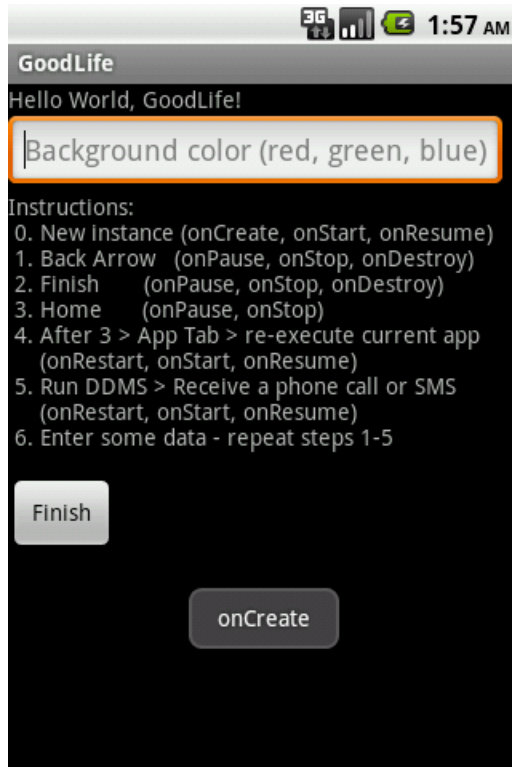 3G 1:57 AM
GoodLife
Hello World, GoodLife!
Background color (red, green, blue)
Instructions:
0. New instance (onCreate, onStart, onResume)
1. Back Arrow (onPause, onStop, onDestroy)
2. Finish (onPause, onStop, onDestroy)
3. Home (onPause, onStop)
4. After 3 > App Tab > re-execute current app
(onRestart, onStart, onResume)
5. Run DDMS > Receive a phone call or SMS
(onRestart, onStart, onResume)
6. Enter some data - repeat steps 1-5
Finish
onCreate